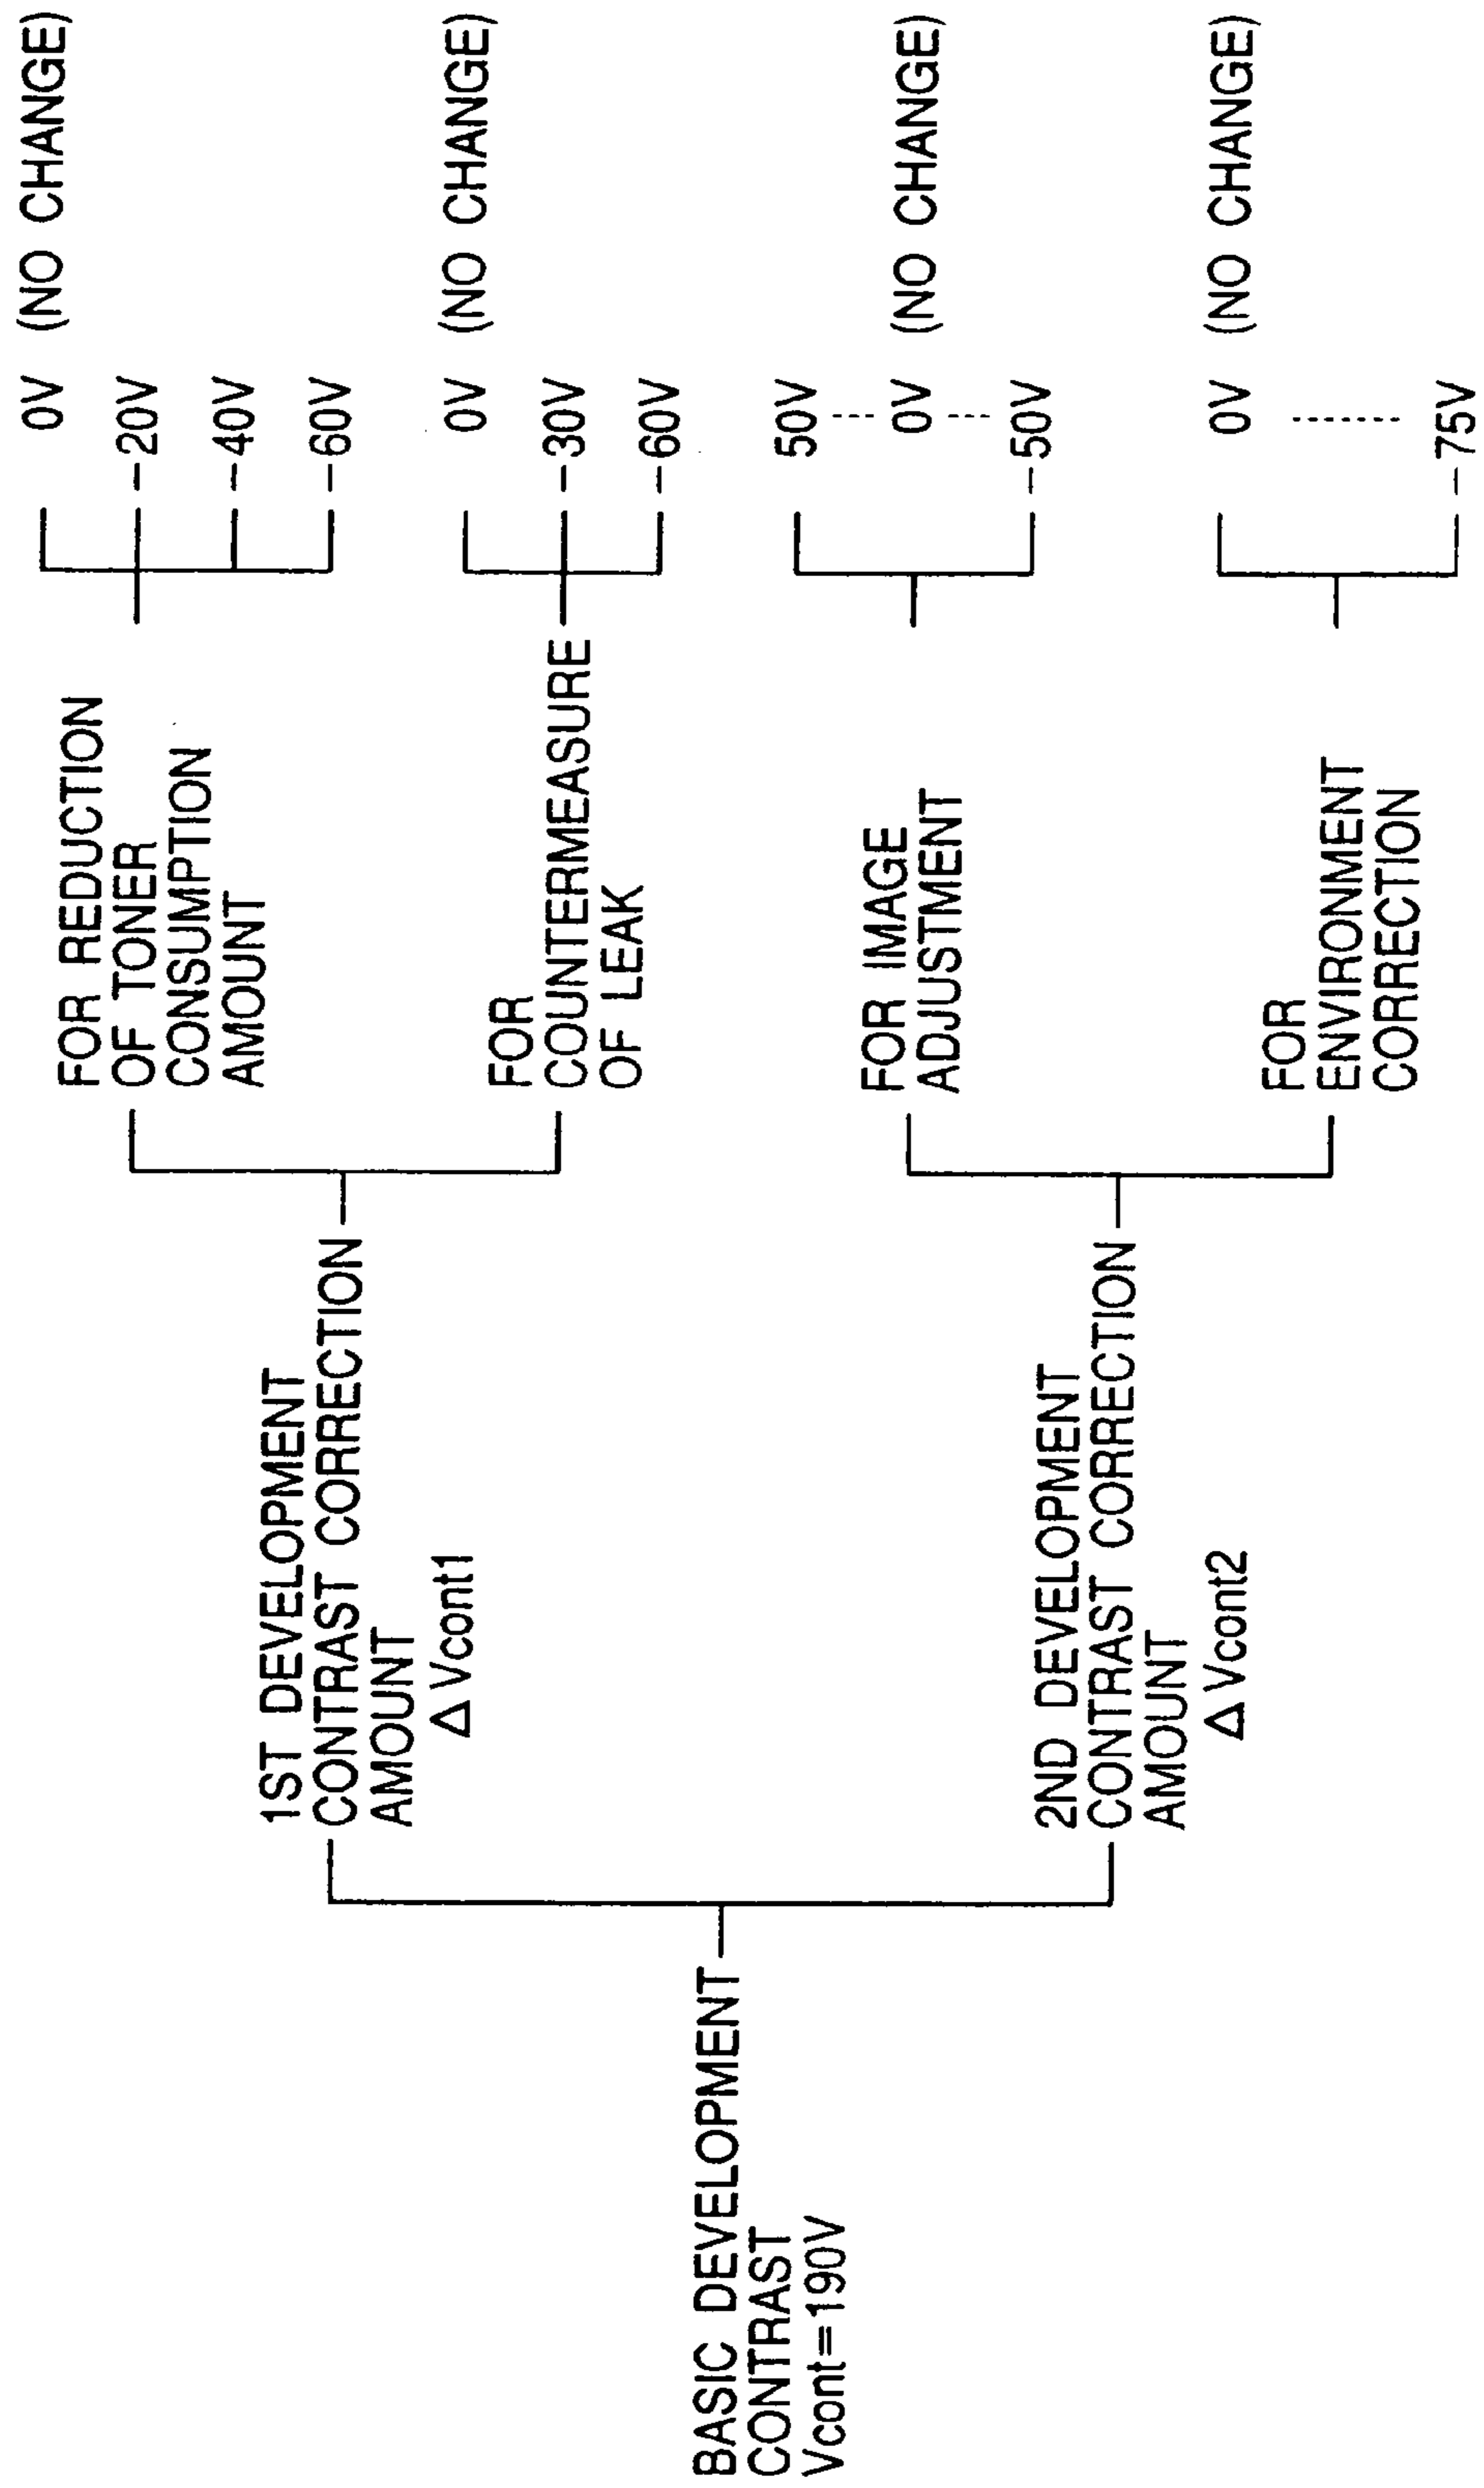 BASIC DEVELOPMENT
CONTRAST
Vcont=190V
1ST DEVELOPMENT
CONTRAST CORRECTION
AMOUNT
Δ Vcont1
FOR REDUCTION
OF TONER
CONSUMPTION
AMOUNT
0V (NO CHANGE)
-20V
-40V
-60V
FOR
COUNTERMEASURE
OF LEAK
0V (NO CHANGE)
-30V
-60V
2ND DEVELOPMENT
CONTRAST CORRECTION
AMOUNT
Δ Vcont2
FOR IMAGE
ADJUSTMENT
50V
0V (NO CHANGE)
-50V
FOR
ENVIRONMENT
CORRECTION
0V (NO CHANGE)
-75V